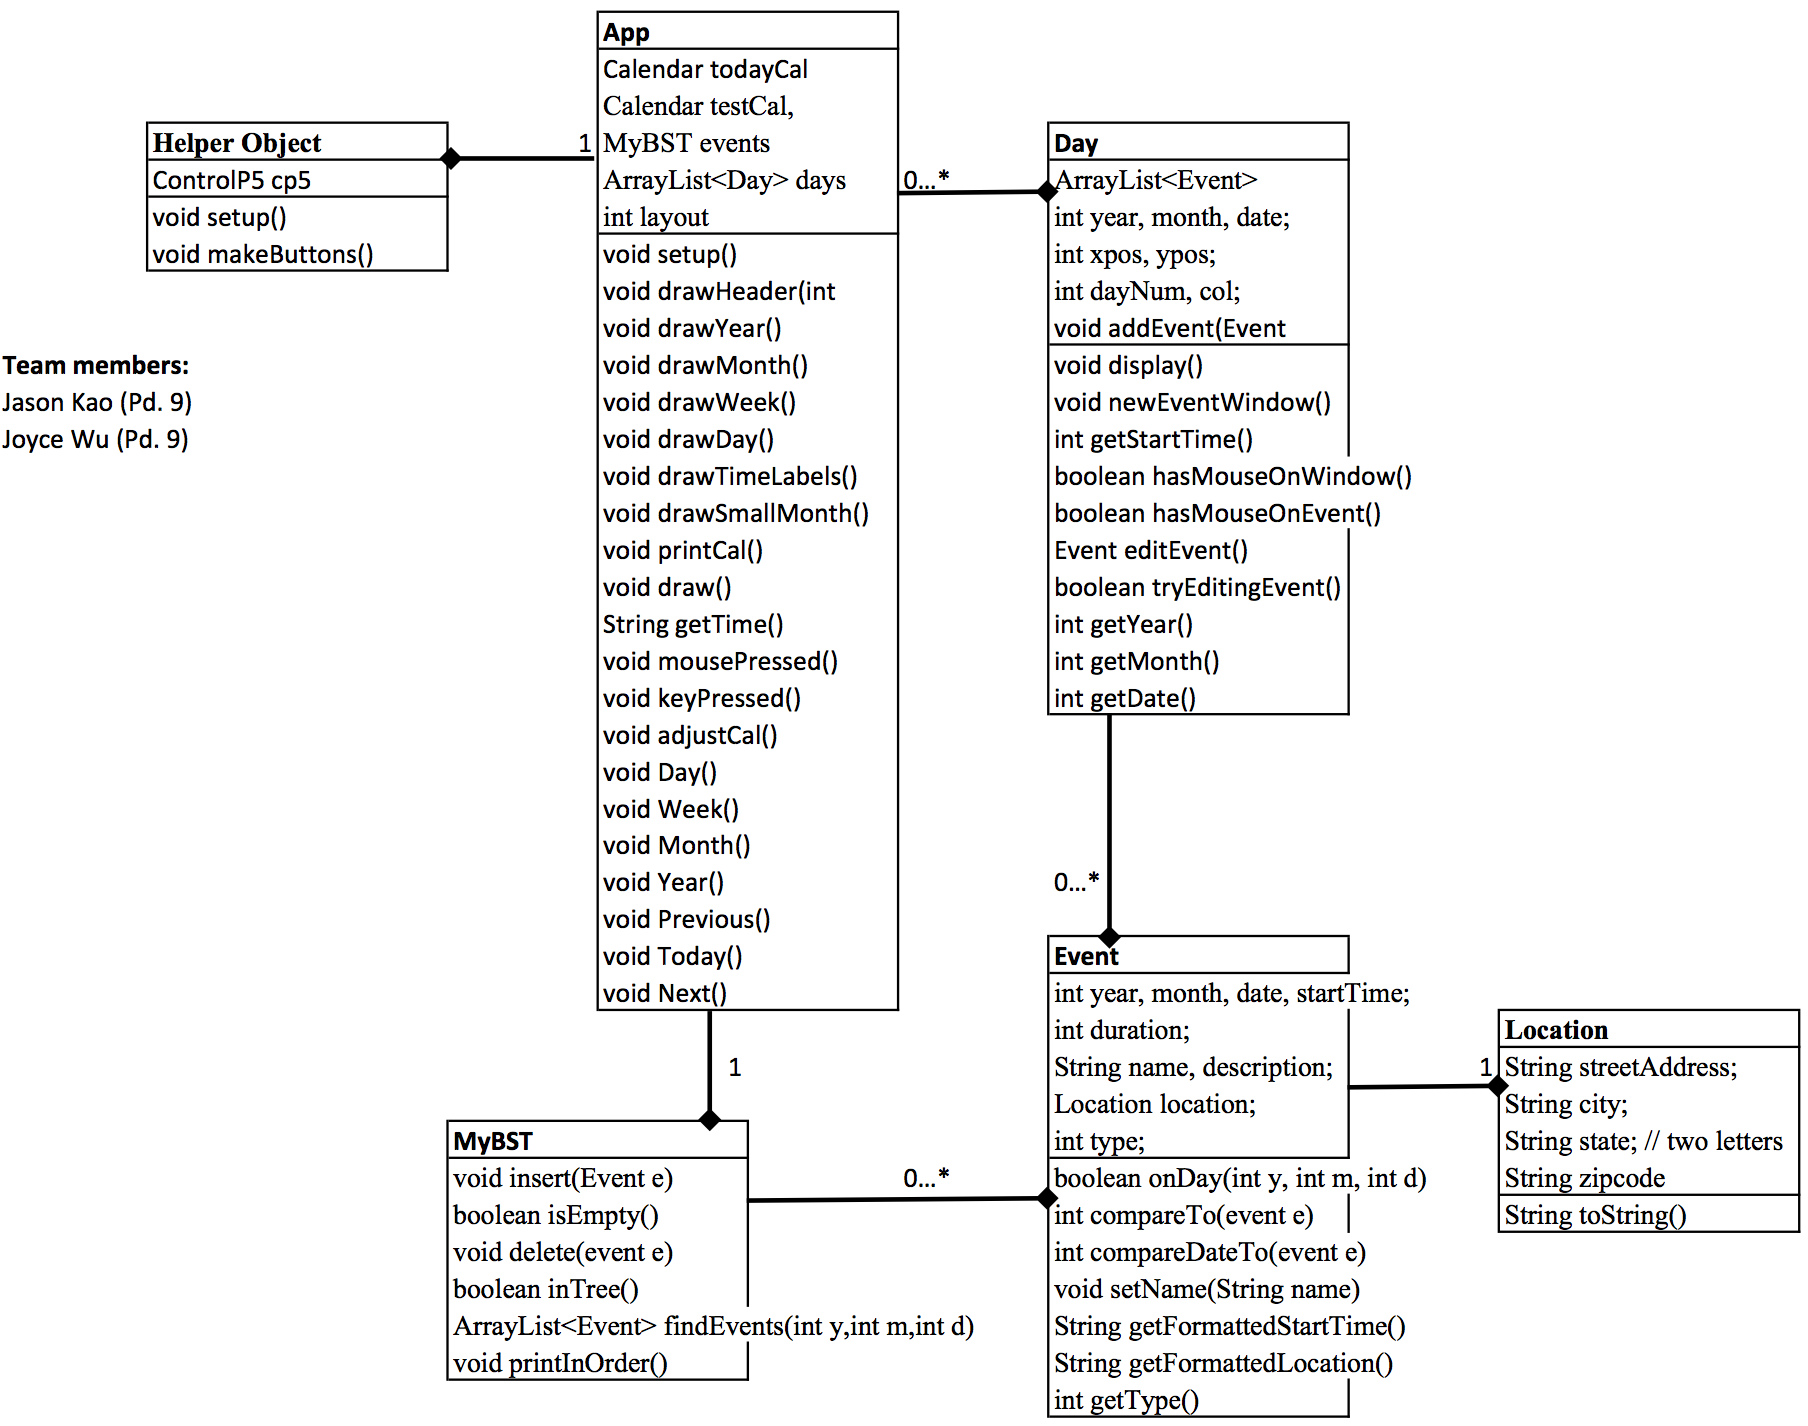 App
Calendar todayCal
Calendar testCal,
MyBST events
ArrayList<Day> days
int layout
void setup()
void drawHeader(int
void drawYear()
void drawMonth()
void drawWeek()
void drawDay()
void drawTimeLabels()
void drawSmallMonth()
void printCal()
void draw()
String getTime()
void mousePressed()
void keyPressed()
void adjustCal()
void Day()
void Week()
void Month()
void Year()
void Previous()
void Today()
void Next()
Helper Object
ControlP5 cp5
void setup()
void makeButtons()
1
Team members:
Jason Kao (Pd. 9)
Joyce Wu (Pd. 9)
0...*
Day
ArrayList<Event>
int year, month, date;
int xpos, ypos;
int dayNum, col;
void addEvent(Event
void display()
void newEventWindow()
int getStartTime()
boolean hasMouseOnWindow()
boolean hasMouseOnEvent()
Event editEvent()
boolean tryEditingEvent()
int getYear()
int getMonth()
int getDate()
0...*
Event
int year, month, date, startTime;
int duration;
String name, description;
Location location;
int type;
boolean onDay(int y, int m, int d)
int compareTo(event e)
int compareDateTo(event e)
void setName(String name)
String getFormattedStartTime()
String getFormattedLocation()
int getType()
1
Location
String streetAddress;
String city;
String state; // two letters
String zipcode
String toString()
1
MyBST
void insert(Event e)
boolean isEmpty()
void delete(event e)
boolean inTree()
ArrayList<Event> findEvents(int y,int m,int d)
void printInOrder()
0...*